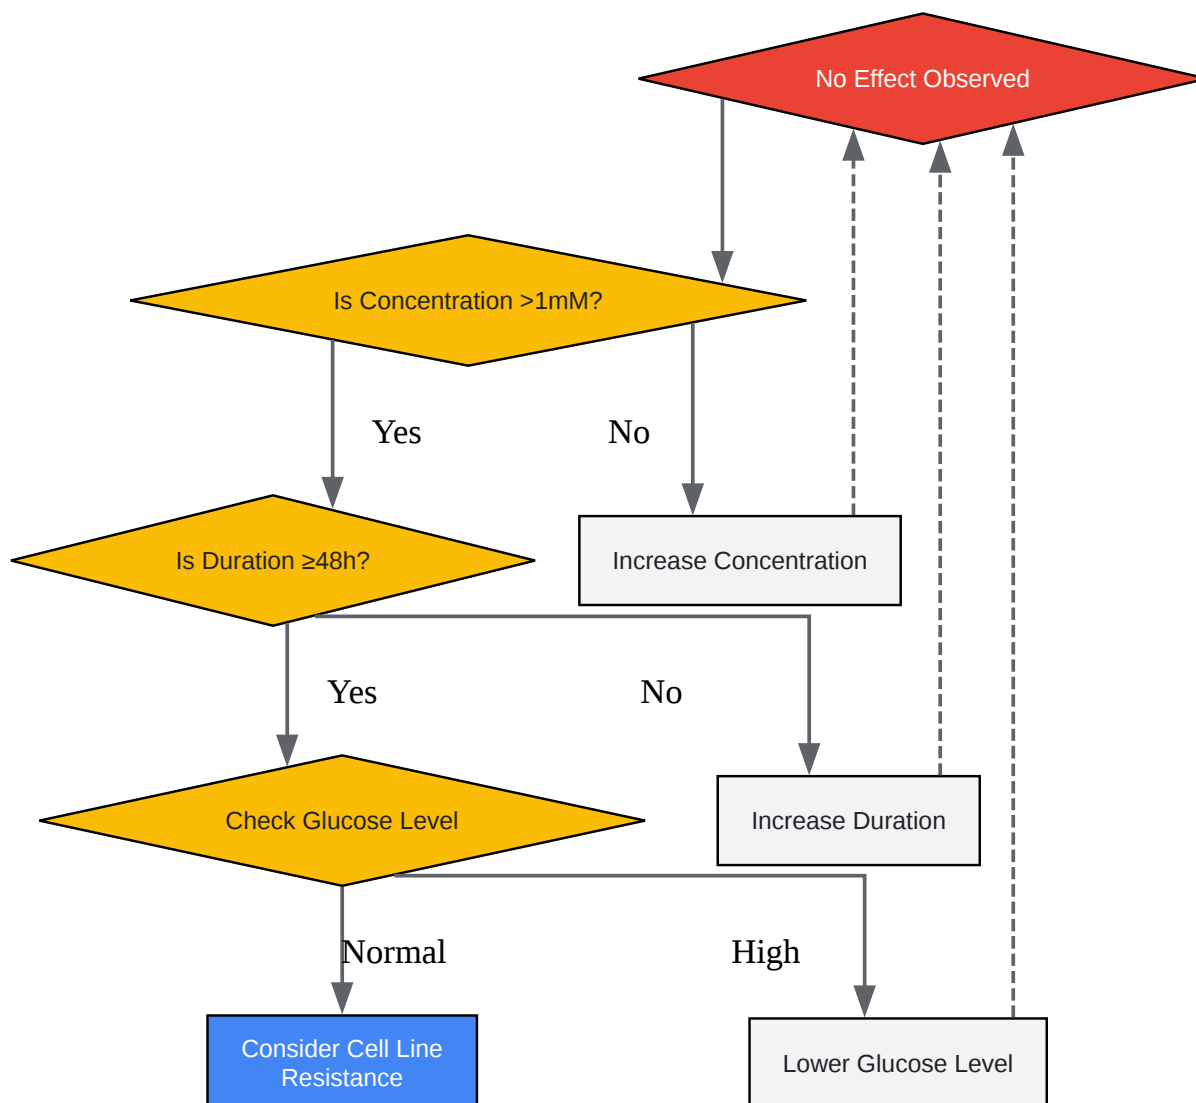 No Effect Observed
Is Concentration >1mM?
Yes
No
Is Duration ≥48h?
Increase Concentration
Yes
No
Check Glucose Level
Increase Duration
Normal
High
Consider Cell Line
Resistance
Lower Glucose Level